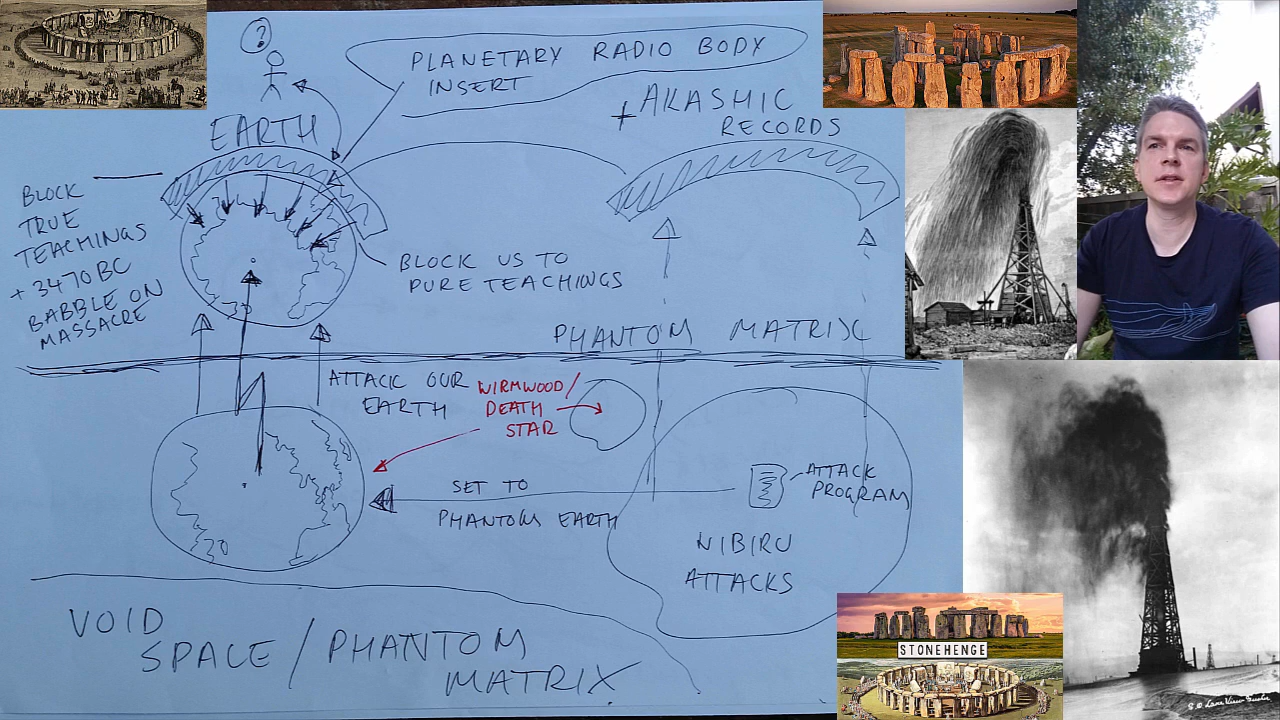 ?
PLANETARY RADIO BODY
INSERT
+ AKASHIC
RECORDS
EARTH
BLOCK
TRUE
TEACHINGS
+ 3470 BC
BABBLE ON
MASSACRE
BLOCK US TO
PURE TEACHINGS
PHANTOM MATRIX
ATTACK OUR
EARTH
WIRMWOOD/
DEATH
STAR
SET TO
PHANTOM EARTH
ATTACK
PROGRAM
NIBIRU
ATTACKS
VOID
SPACE/PHANTOM
MATRIX
STONEHENGE